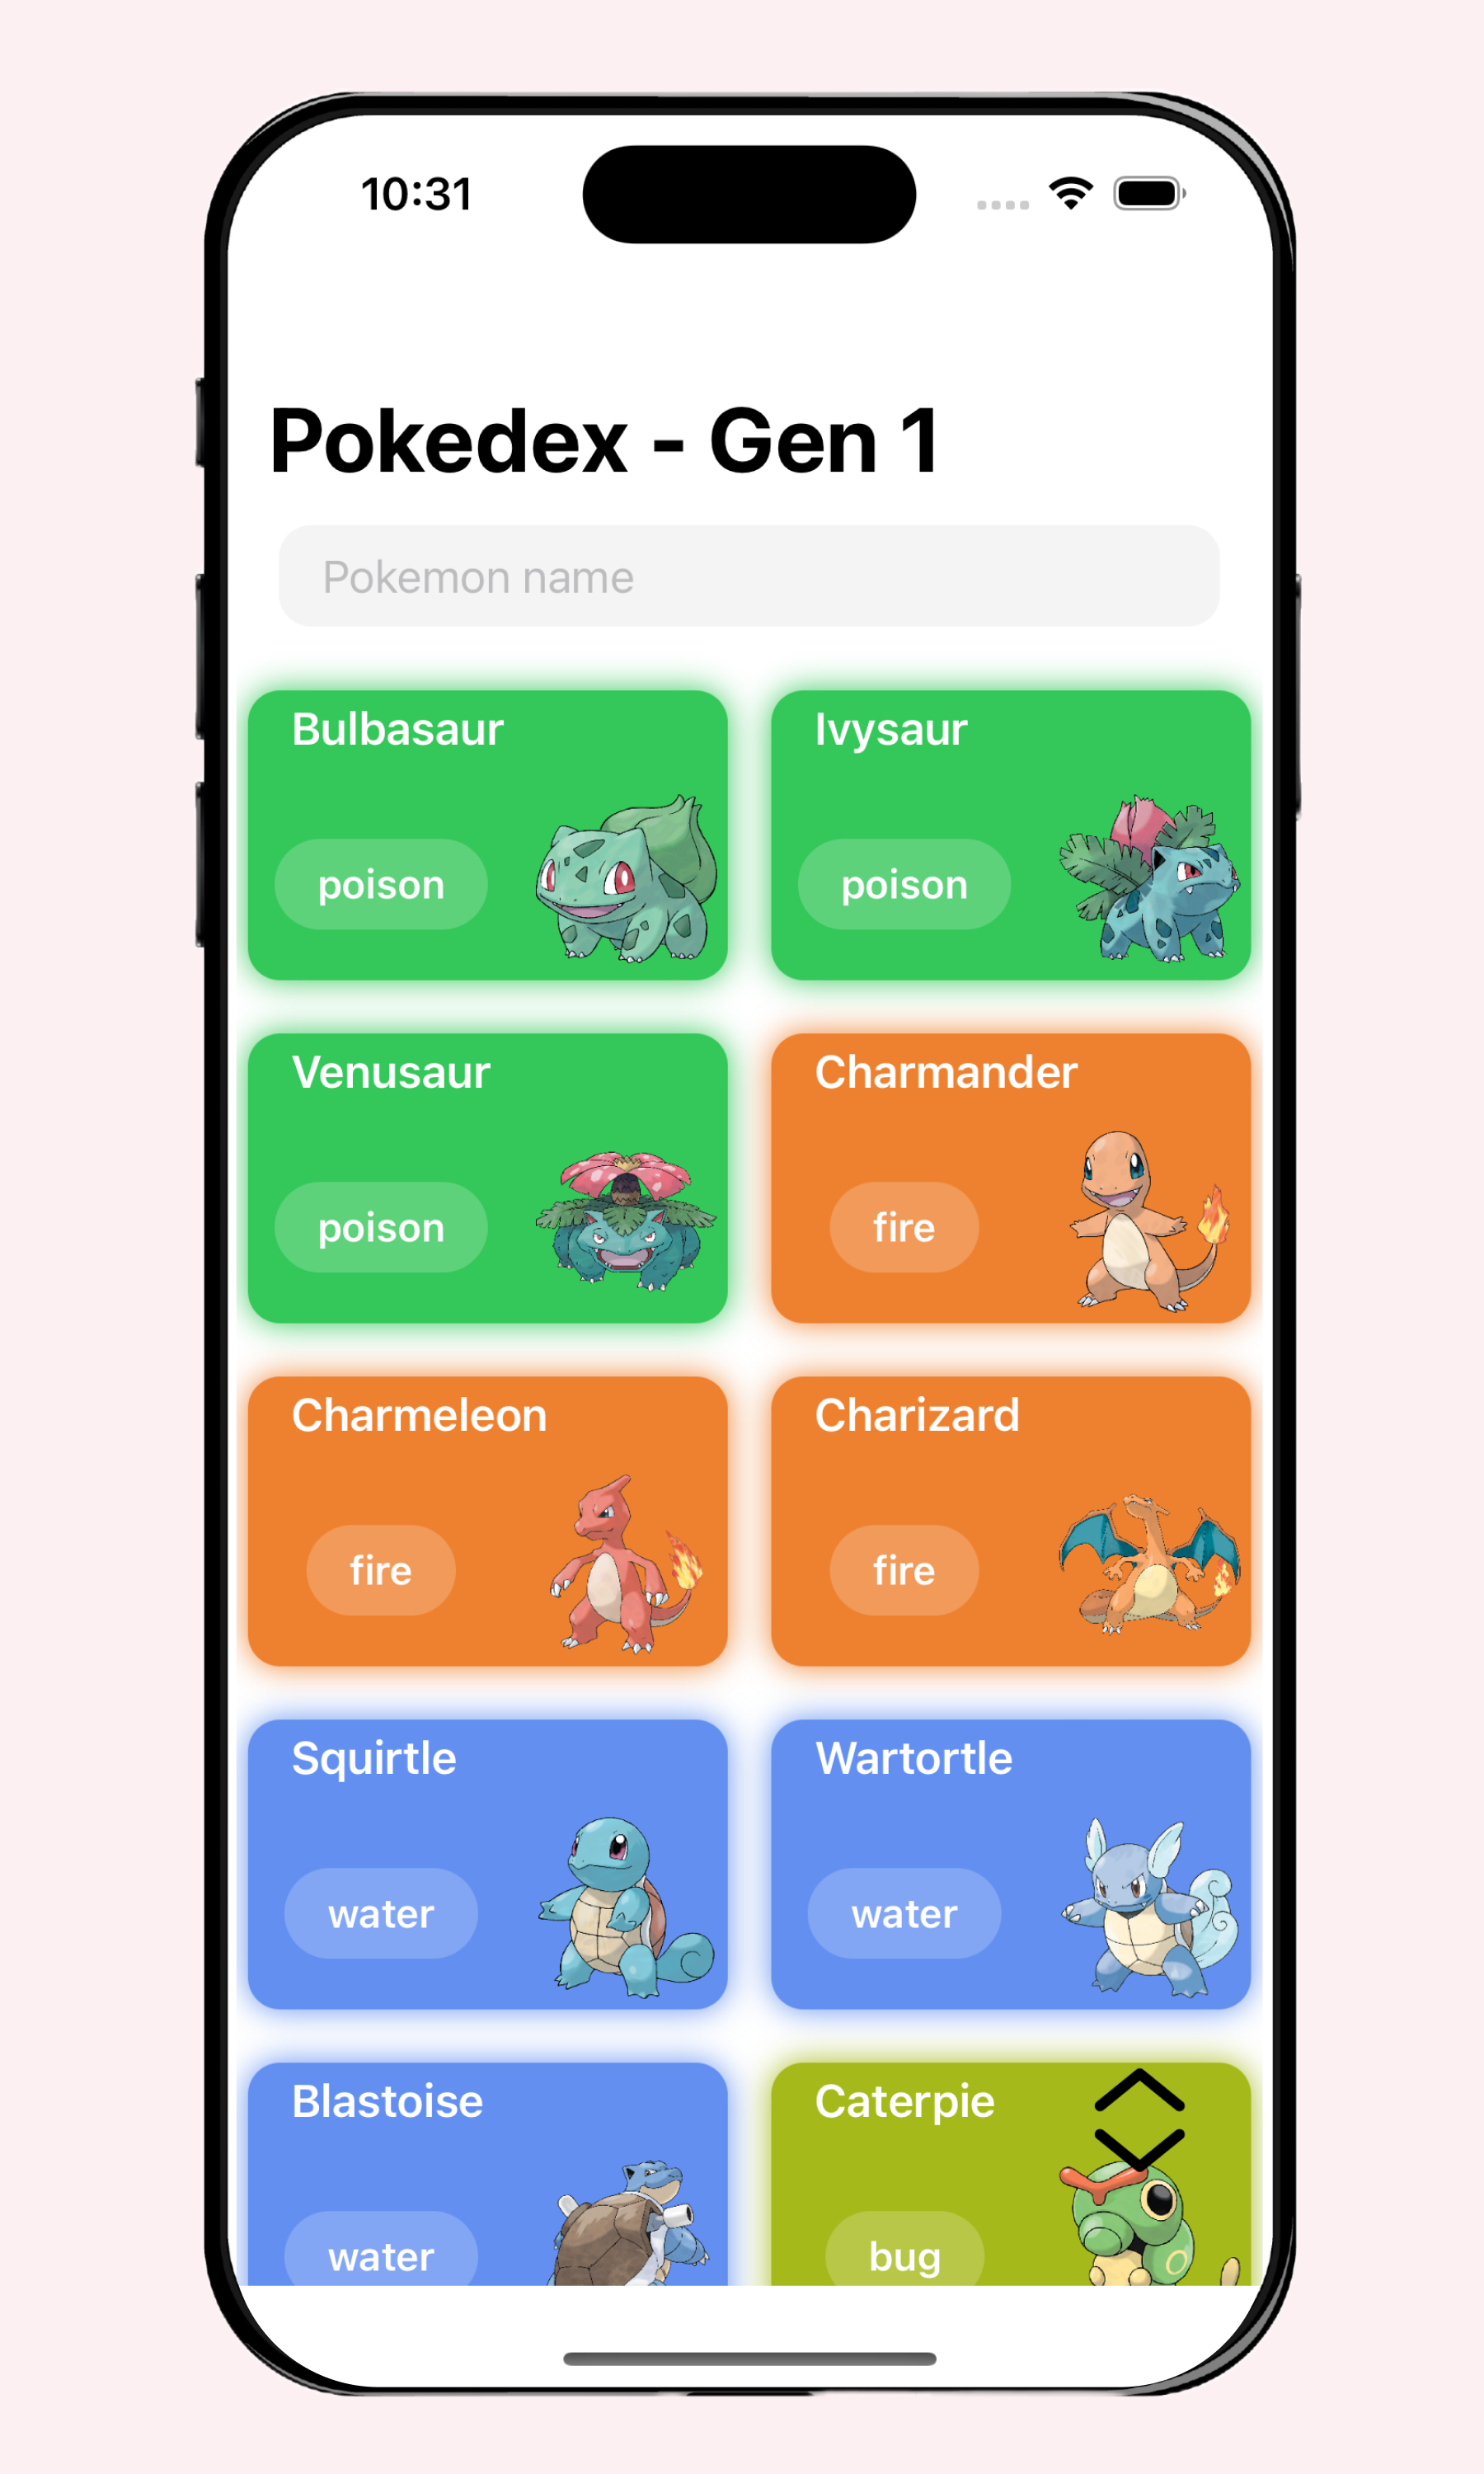 10:31
Pokedex - Gen 1
Pokemon name
Bulbasaur
poison
Ivysaur
poison
Venusaur
poison
Charmander
fire
Charmeleon
fire
Charizard
fire
Squirtle
water
Wartortle
water
Blastoise
water
Caterpie
bug